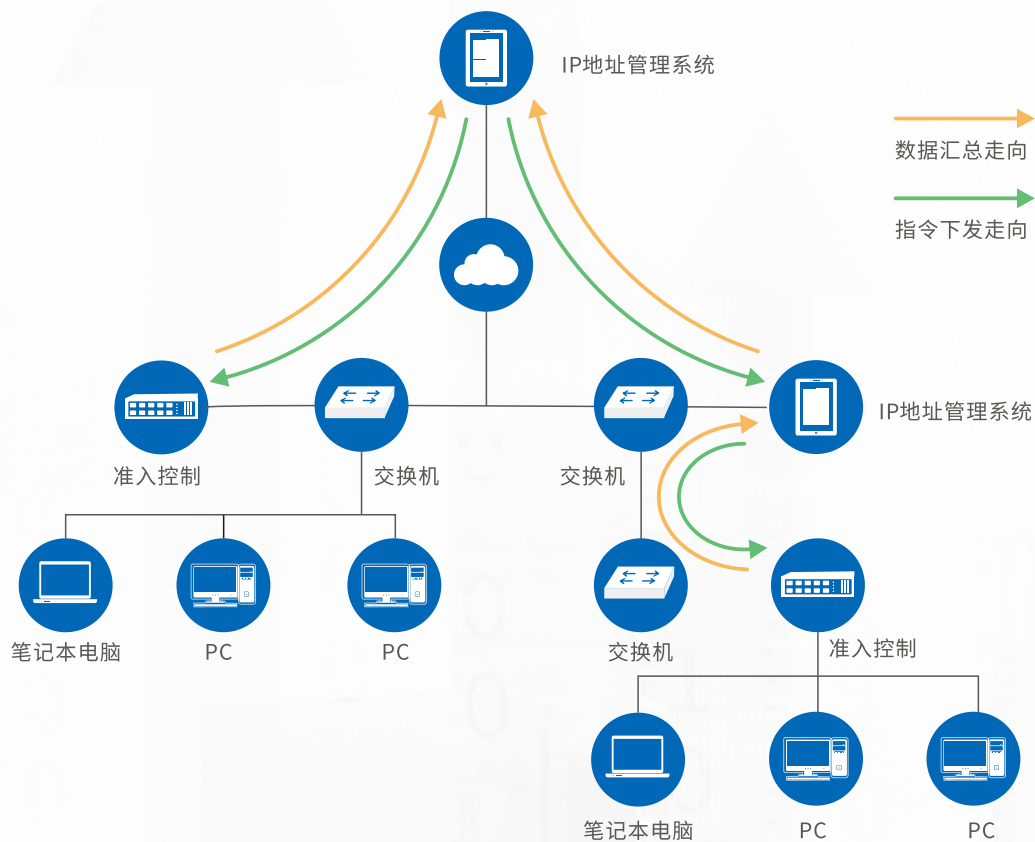 IP地址管理系统
数据汇总走向
指令下发走向
IP地址管理系统
准入控制
交换机
交换机
笔记本电脑
PC
PC
交换机
准入控制
笔记本电脑
PC
PC